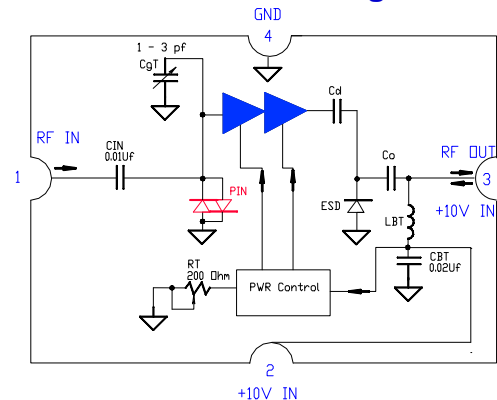 GND
4
1 - 3 pf
CgT
Cd
RF IN
CIN
0.01Uf
RF OUT
Co
1
3
PIN
ESD
+10V IN
LBT
RT
200 Ohm
CBT
0.02Uf
PWR Control
2
+10V IN